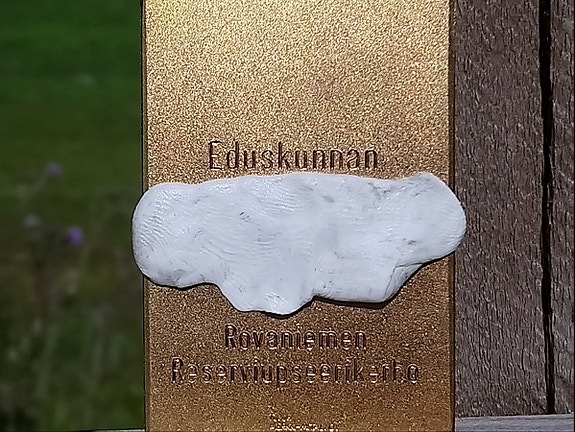 Eduskunnan
Rovaniemen
Reserviupseerikerho